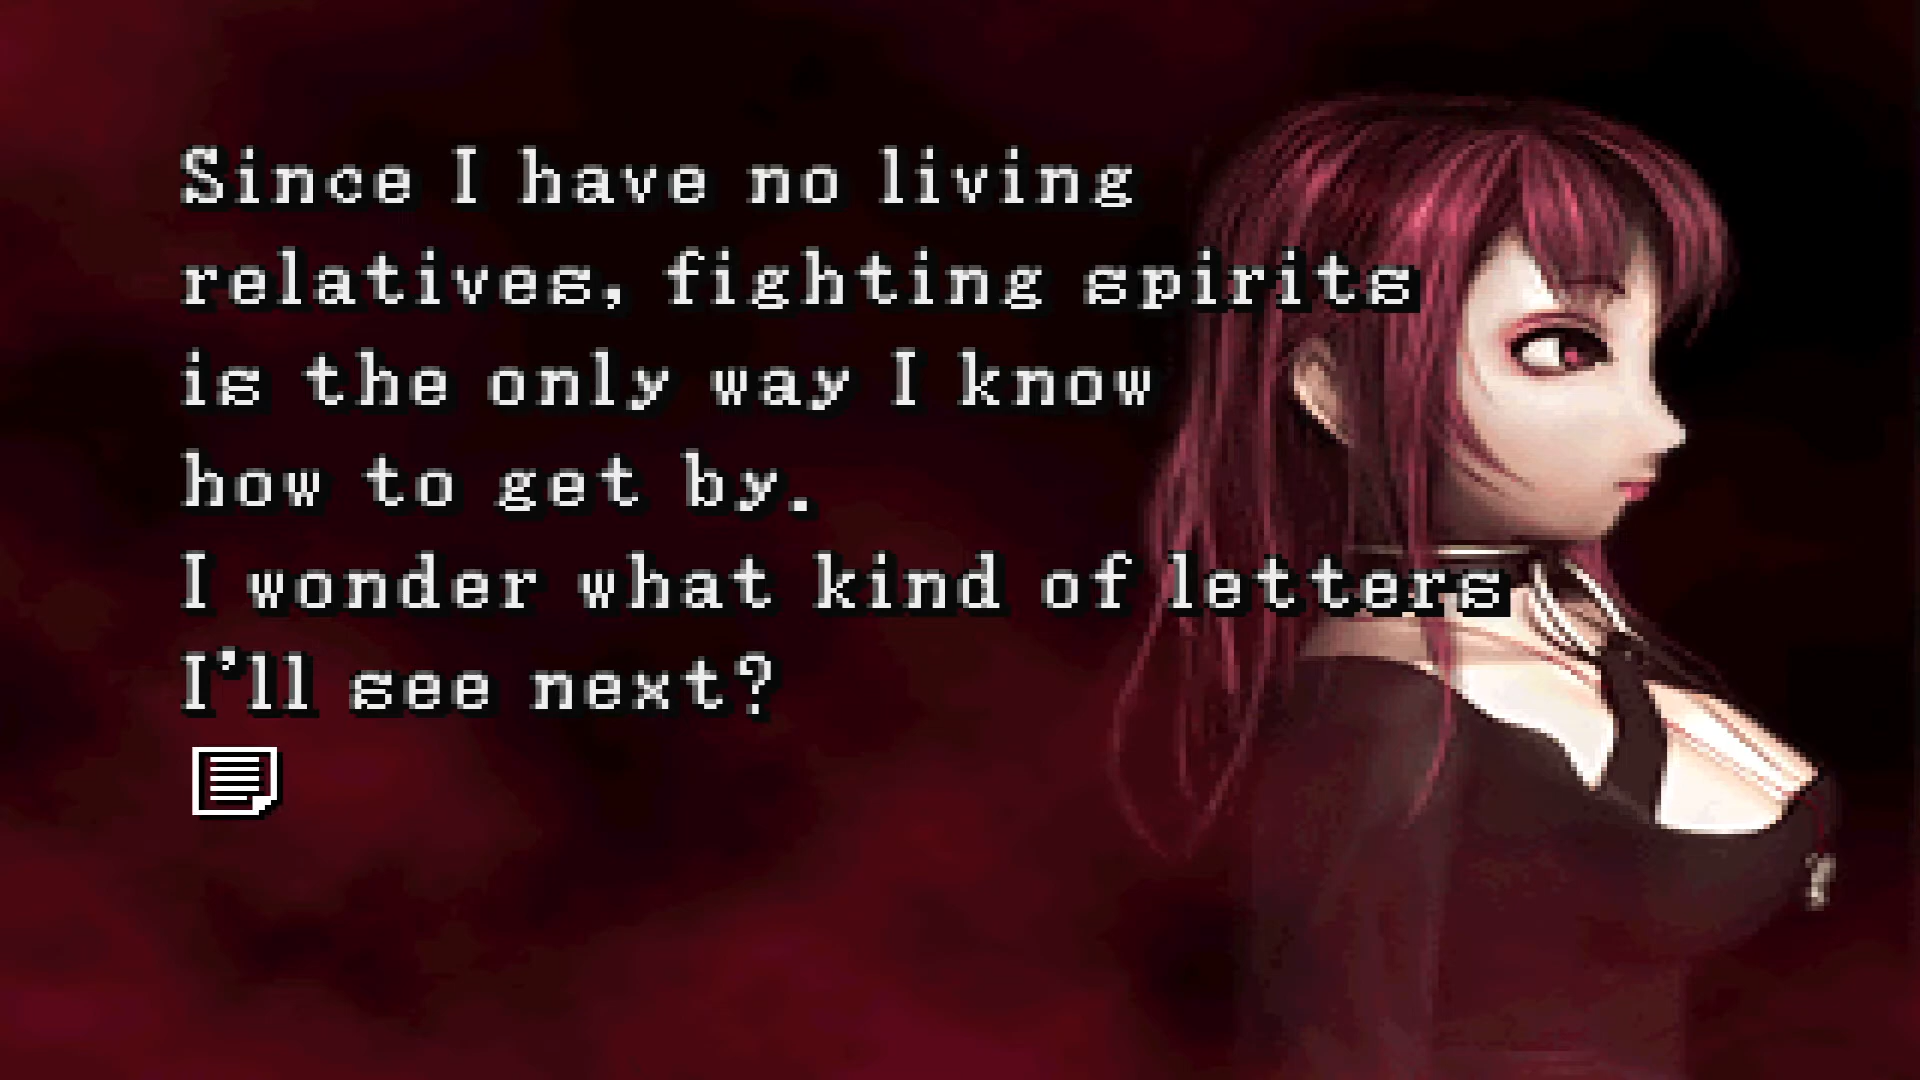 Since I have no living
relatives, fighting spirits
is the only way I know
how to get by.
I wonder what kind of letters
I'll see next?